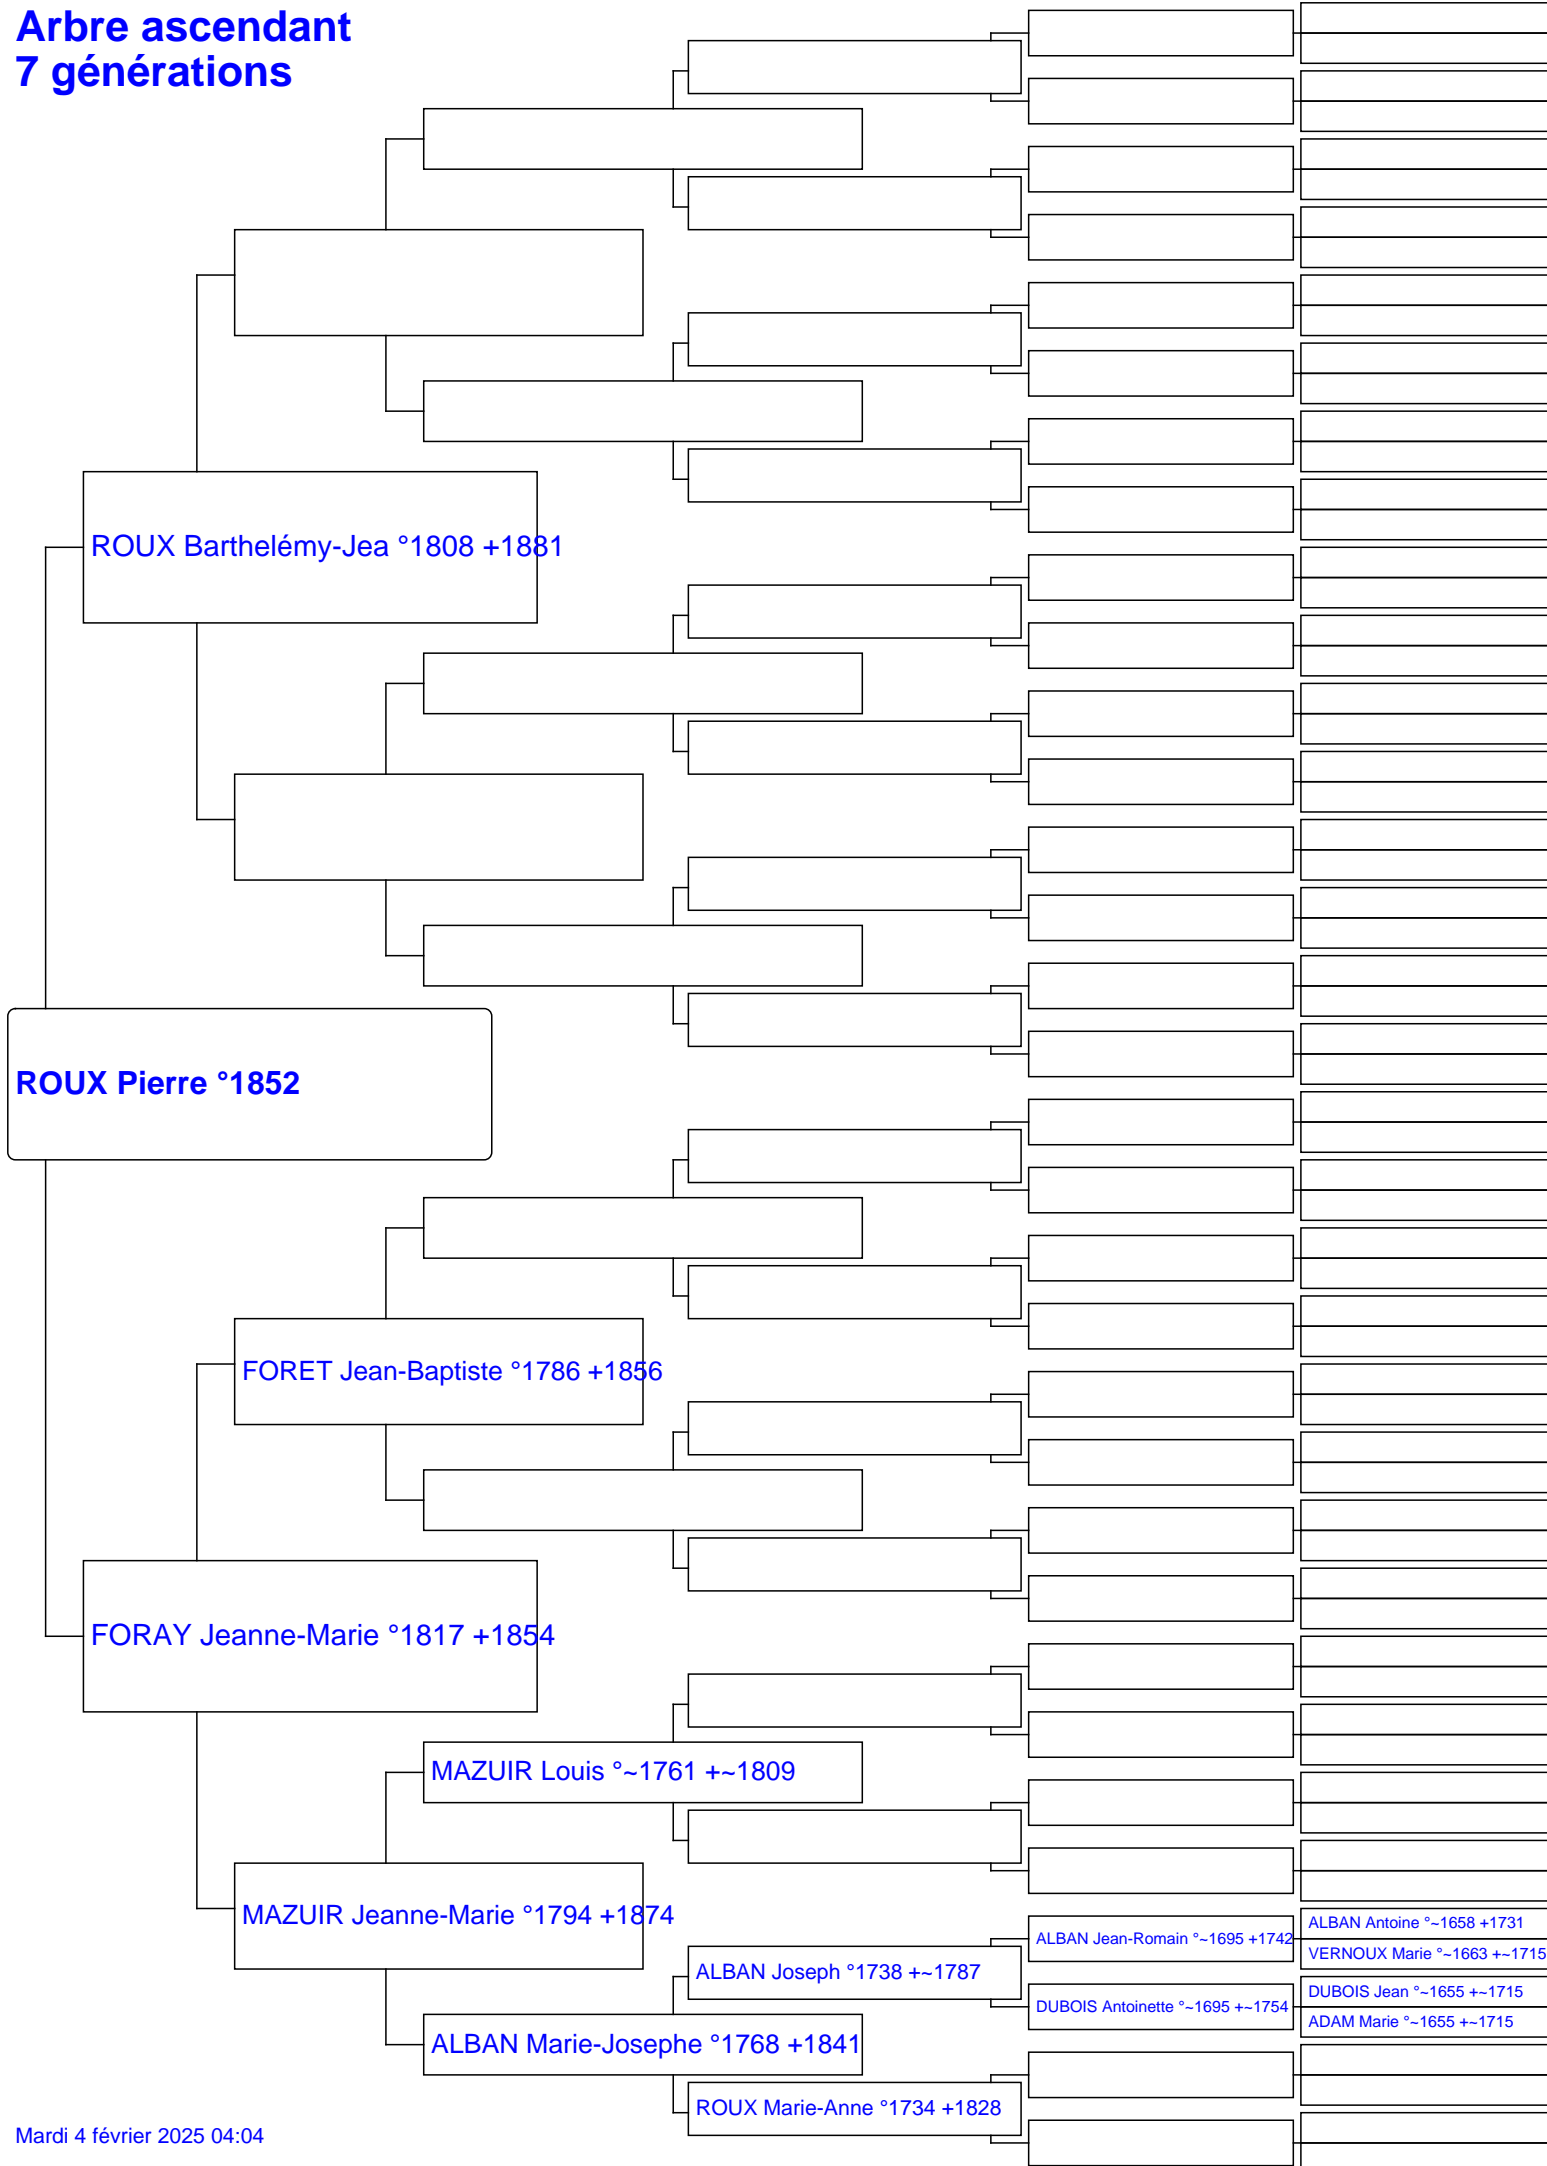 Arbre ascendant
7 générations
ROUX Barthelémy-Jea °1808 +1881
ROUX Pierre °1852
FORET Jean-Baptiste °1786 +1856
FORAY Jeanne-Marie °1817 +1854
MAZUIR Louis °~1761 +~1809
MAZUIR Jeanne-Marie °1794 +1874
ALBAN Antoine °~1658 +1731
ALBAN Jean-Romain °~1695 +1742
VERNOUX Marie °~1663 +~1715
ALBAN Joseph °1738 +~1787
DUBOIS Jean °~1655 +~1715
DUBOIS Antoinette °~1695 +~1754
ADAM Marie °~1655 +~1715
ALBAN Marie-Josephe °1768 +1841
ROUX Marie-Anne °1734 +1828
Mardi 4 février 2025 04:04